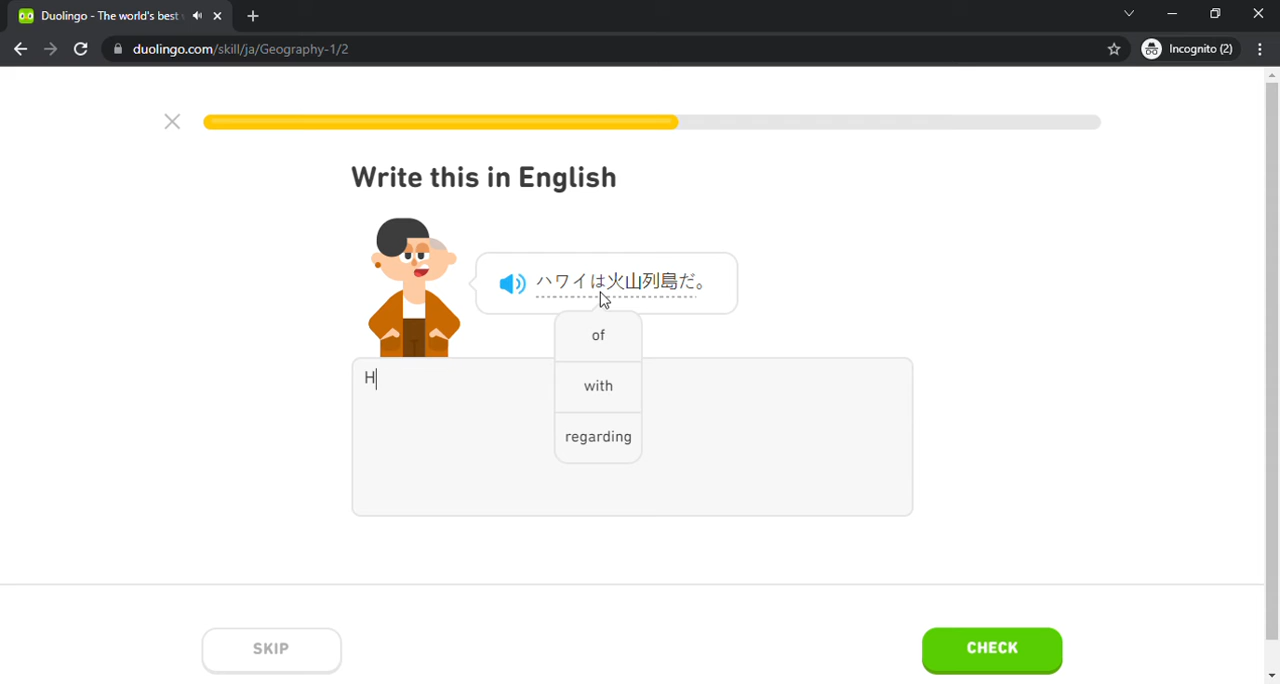 Duolingo - The world's best
duolingo.com/skill/ja/Geography-1/2
Incognito (2)
Write this in English
ハワイは火山列島だ。
of
with
regarding
H
SKIP
CHECK